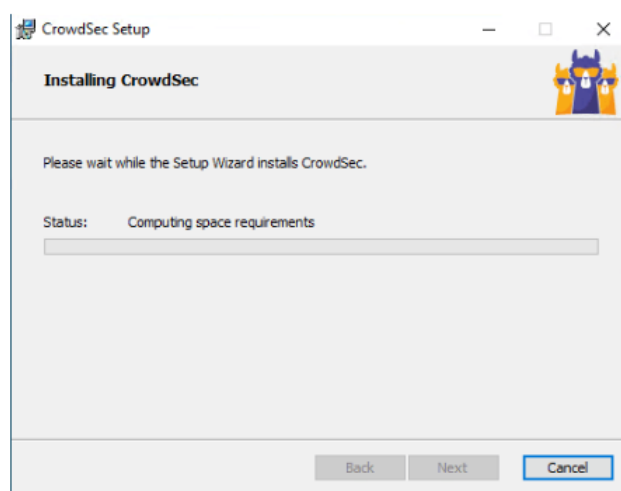 CrowdSec Setup
Installing CrowdSec
Please wait while the Setup Wizard installs CrowdSec.
Status: Computing space requirements
Back Next Cancel